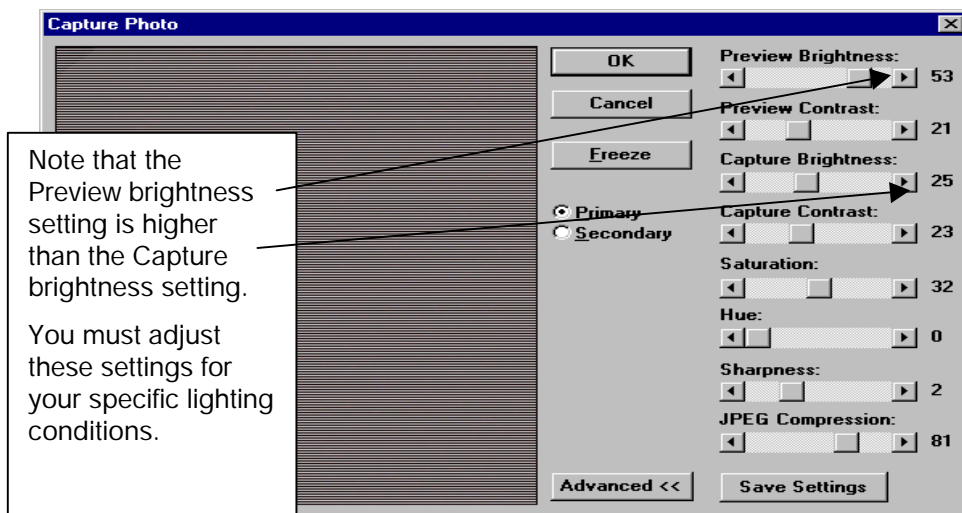 Capture Photo
OK
Cancel
Freeze
Primary
Secondary
Advanced <<
Preview Brightness:
53
Preview Contrast:
21
Capture Brightness:
25
Capture Contrast:
23
Saturation:
32
Hue:
0
Sharpness:
2
JPEG Compression:
81
Save Settings
Note that the
Preview brightness
setting is higher
than the Capture
brightness setting.
You must adjust
these settings for
your specific lighting
conditions.